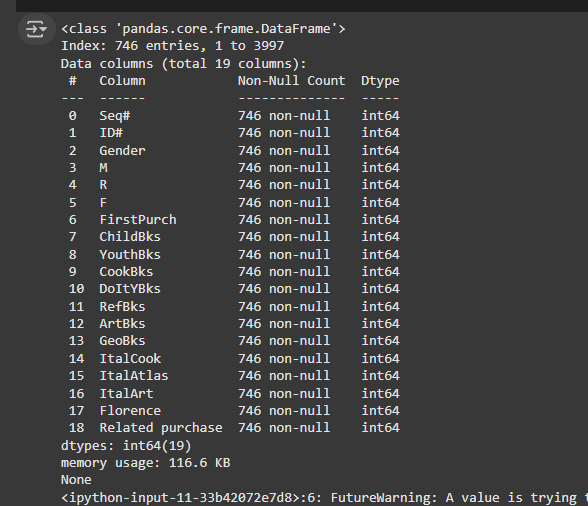 <class 'pandas.core.frame.DataFrame'>
Index: 746 entries, 1 to 3997
Data columns (total 19 columns):
 #   Column            Non-Null Count  Dtype
---  ------            --------------  -----
 0   Seq#              746 non-null    int64
 1   ID#               746 non-null    int64
 2   Gender            746 non-null    int64
 3   M                 746 non-null    int64
 4   R                 746 non-null    int64
 5   F                 746 non-null    int64
 6   FirstPurch        746 non-null    int64
 7   ChildBks          746 non-null    int64
 8   YouthBks          746 non-null    int64
 9   CookBks           746 non-null    int64
 10  DoItYBks          746 non-null    int64
 11  RefBks            746 non-null    int64
 12  ArtBks            746 non-null    int64
 13  GeoBks            746 non-null    int64
 14  ItalCook          746 non-null    int64
 15  ItalAtlas         746 non-null    int64
 16  ItalArt           746 non-null    int64
 17  Florence          746 non-null    int64
 18  Related purchase  746 non-null    int64
dtypes: int64(19)
memory usage: 116.6 KB
None
<ipython-input-11-33b42072e7d8>:6: FutureWarning: A value is trying